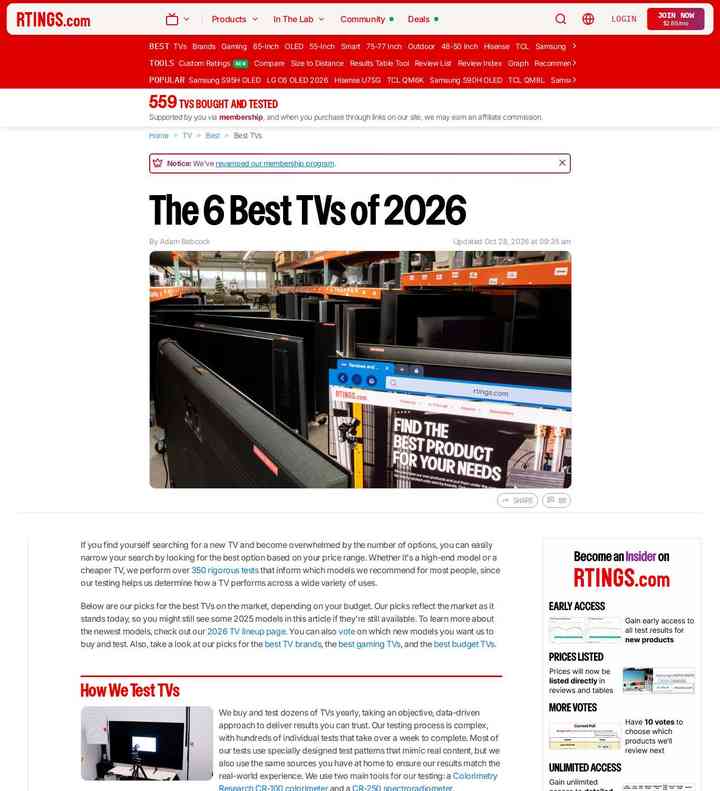 RTINGS.com
Products
In The Lab
Community
Deals
LOGIN
JOIN NOW
$2.85/mo
BEST TVs Brands Gaming 65-Inch OLED 55-Inch Smart 75-77 Inch Outdoor 48-50 Inch Hisense TCL Samsung
TOOLS Custom Ratings NEW Compare Size to Distance Results Table Tool Review List Review Index Graph Recommen
POPULAR Samsung S95H OLED LG C6 OLED 2026 Hisense U7SG TCL QM6K Samsung S90H OLED TCL QM8L Sams
559 TVS BOUGHT AND TESTED
Supported by you via membership, and when you purchase through links on our site, we may earn an affiliate commission.
Home > TV > Best > Best TVs
Notice: We've revamped our membership program.
The 6 Best TVs of 2026
By Adam Babcock
Updated Oct 28, 2026 at 09:35 am
Reviews and
rtings.com
RTINGS.com
FIND THE
BEST PRODUCT
FOR YOUR NEEDS
SHARE
If you find yourself searching for a new TV and become overwhelmed by the number of options, you can easily
narrow your search by looking for the best option based on your price range. Whether it's a high-end model or a
cheaper TV, we perform over 350 rigorous tests that inform which models we recommend for most people, since
our testing helps us determine how a TV performs across a wide variety of uses.
Below are our picks for the best TVs on the market, depending on your budget. Our picks reflect the market as it
stands today, so you might still see some 2025 models in this article if they're still available. To learn more about
the newest models, check out our 2026 TV lineup page. You can also vote on which new models you want us to
buy and test. Also, take a look at our picks for the best TV brands, the best gaming TVs, and the best budget TVs.
How We Test TVs
We buy and test dozens of TVs yearly, taking an objective, data-driven
approach to deliver results you can trust. Our testing process is complex,
with hundreds of individual tests that take over a week to complete. Most of
our tests use specially designed test patterns that mimic real content, but we
also use the same sources you have at home to ensure our results match the
real-world experience. We use two main tools for our testing: a Colorimetry
Research CR-100 colorimeter and a CR-250 spectroradiometer.
Become an Insider on
RTINGS.com
EARLY ACCESS
Gain early access to
all test results for
new products
PRICES LISTED
Prices will now be
listed directly in
reviews and tables
MORE VOTES
Current Poll
Have 10 votes to
choose which
products we'll
review next
UNLIMITED ACCESS
Gain unlimited
access to detailed